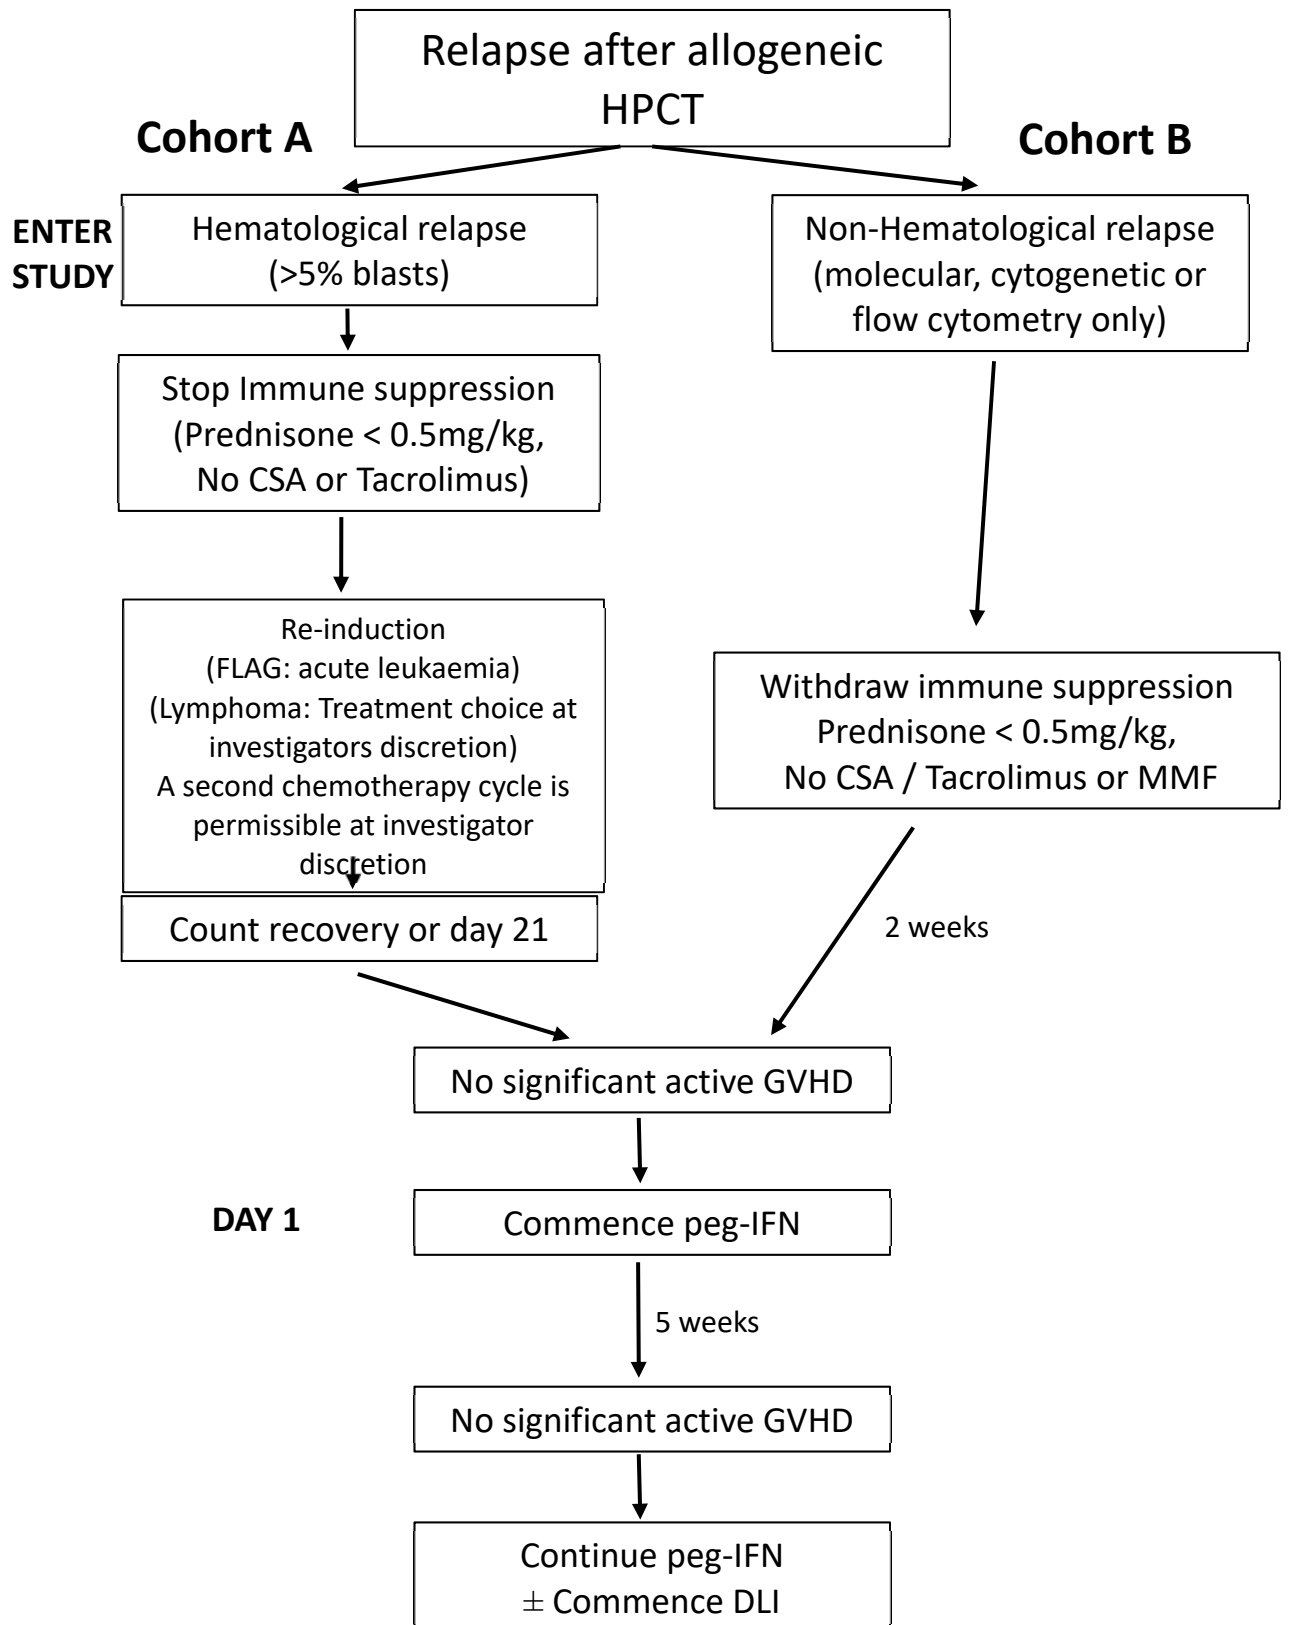 Relapse after allogeneic
HPCT
Cohort A
Cohort B
ENTER
STUDY
Hematological relapse
(>5% blasts)
Non-Hematological relapse
(molecular, cytogenetic or
flow cytometry only)
Stop Immune suppression
(Prednisone < 0.5mg/kg,
No CSA or Tacrolimus)
Re-induction
(FLAG: acute leukaemia)
(Lymphoma: Treatment choice at
investigators discretion)
A second chemotherapy cycle is
permissible at investigator
discretion
Withdraw immune suppression
Prednisone < 0.5mg/kg,
No CSA / Tacrolimus or MMF
Count recovery or day 21
2 weeks
No significant active GVHD
DAY 1
Commence peg-IFN
5 weeks
No significant active GVHD
Continue peg-IFN
± Commence DLI